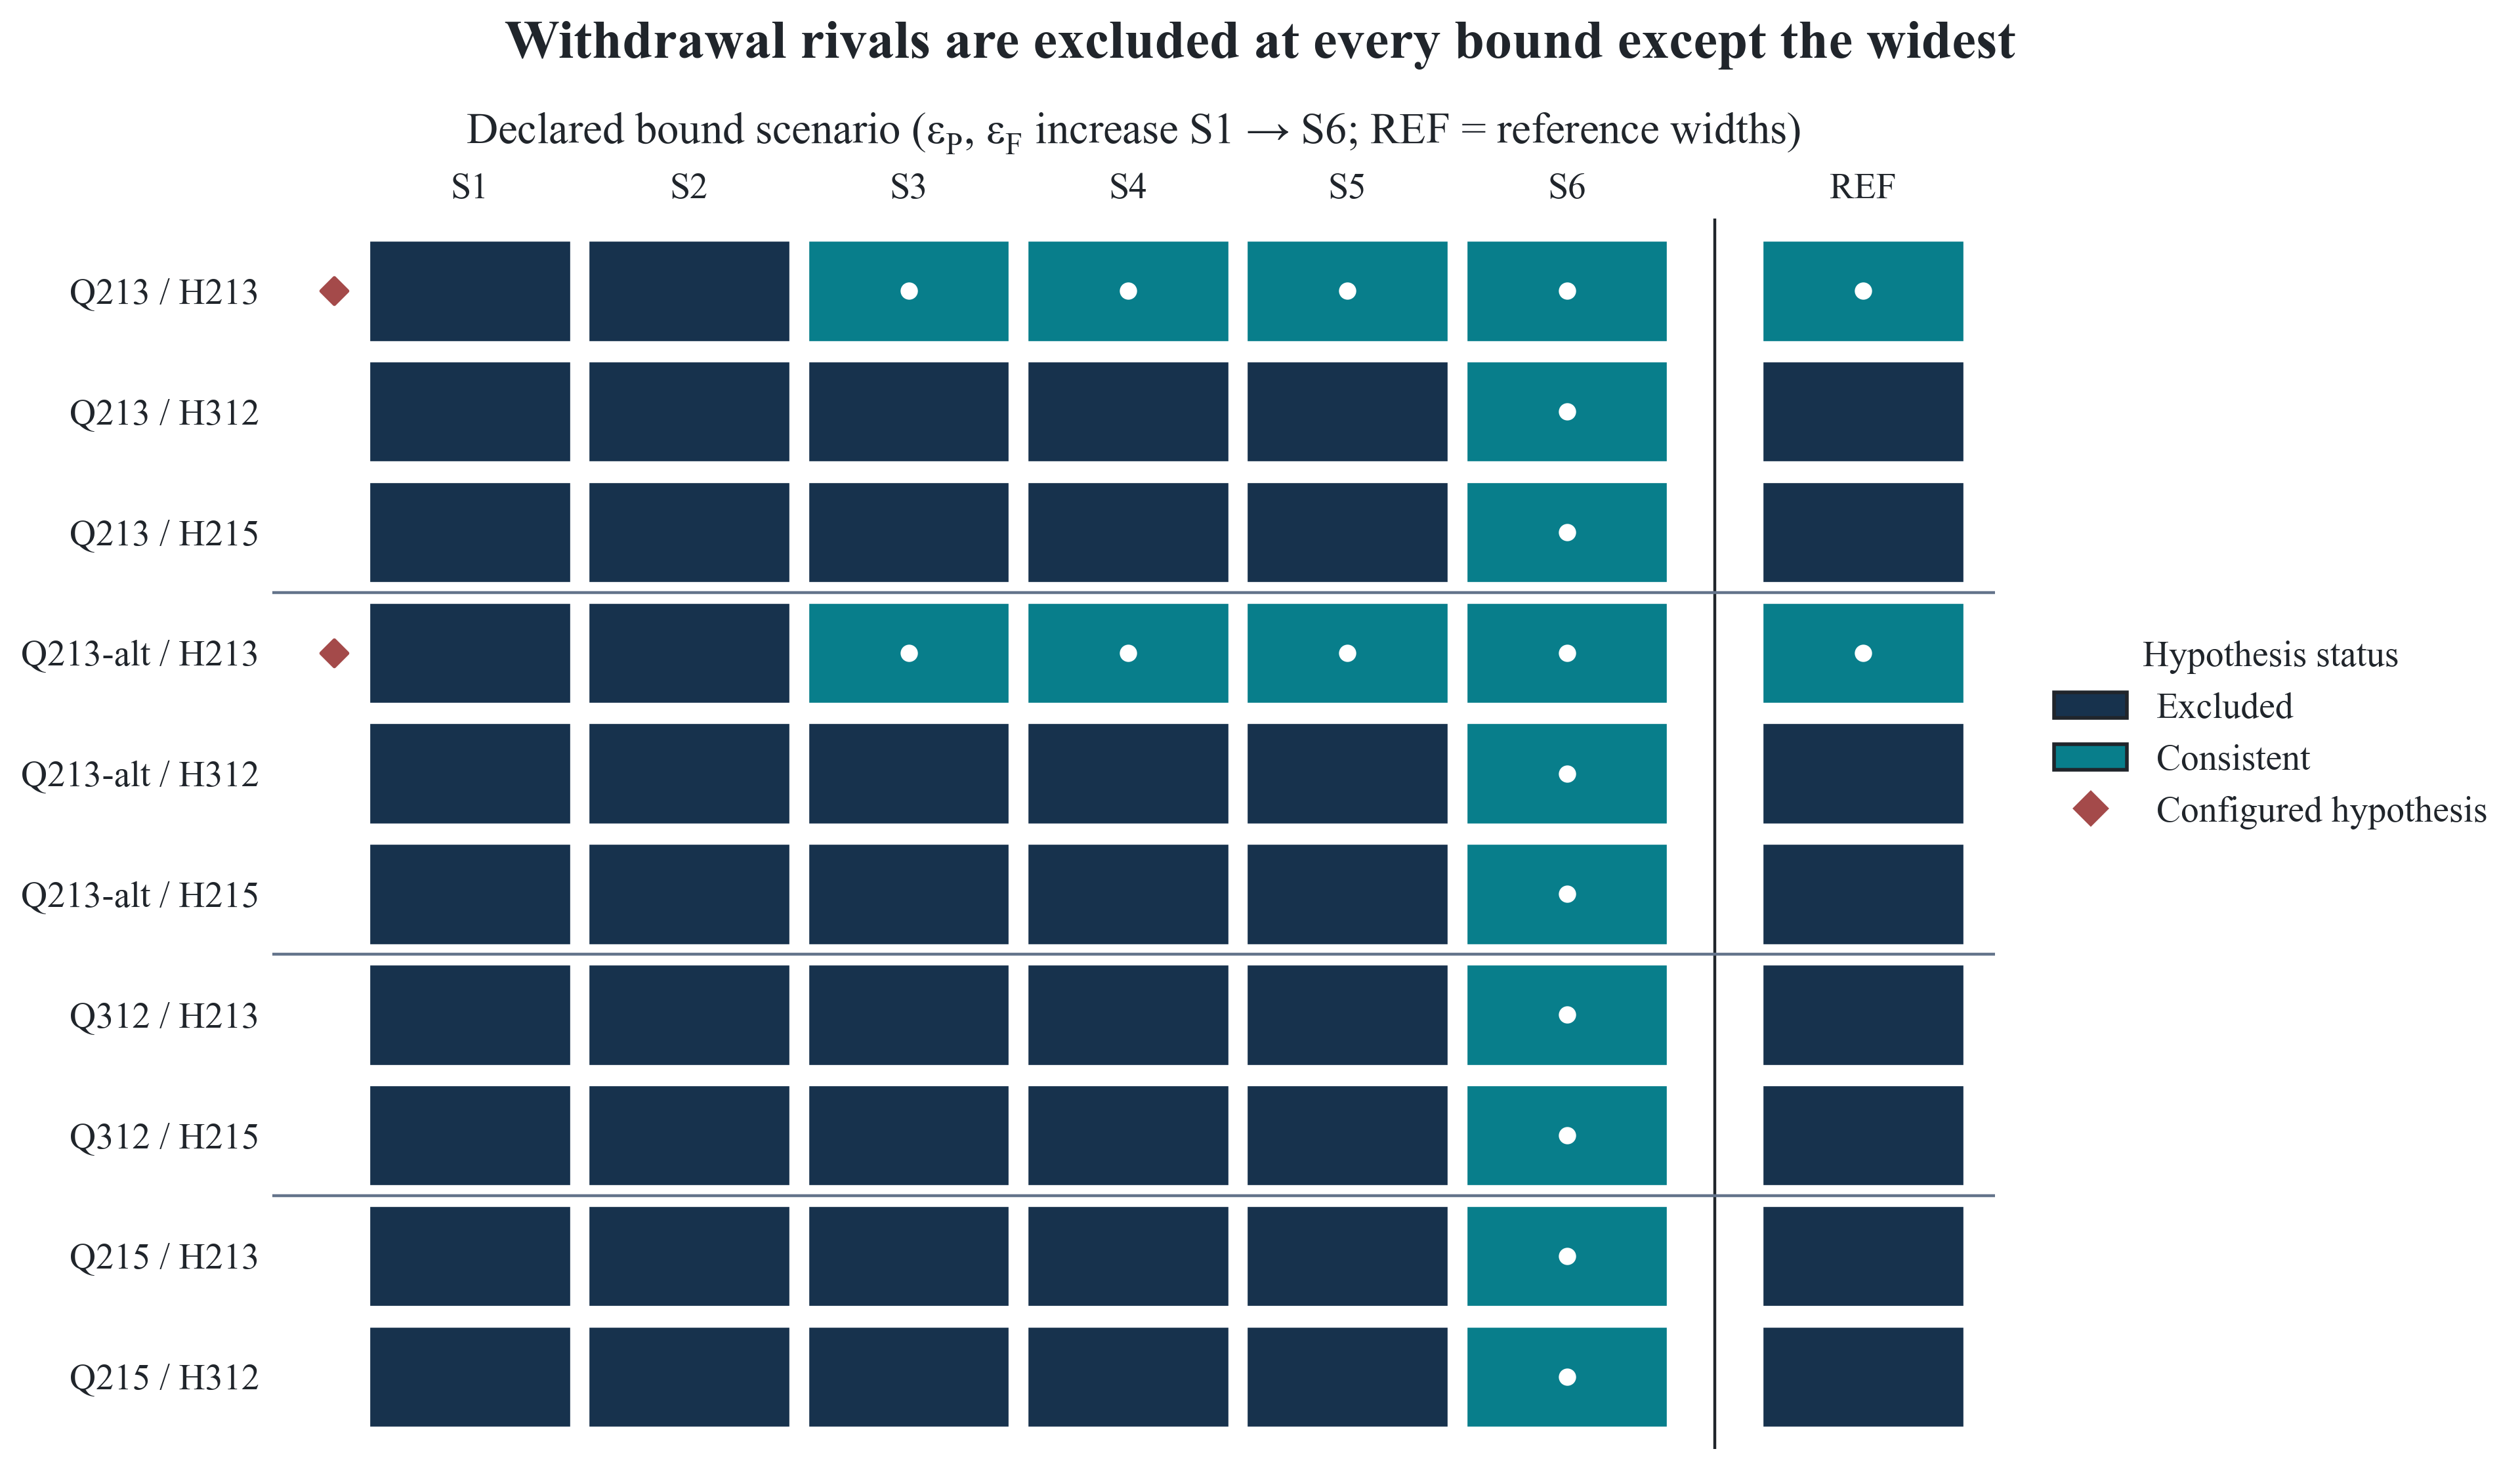 Withdrawal rivals are excluded at every bound except the widest
Declared bound scenario (εP, εF increase S1 → S6; REF = reference widths)
S1 S2 S3 S4 S5 S6 REF
Q213 / H213
Q213 / H312
Q213 / H215
Q213-alt / H213
Q213-alt / H312
Q213-alt / H215
Q312 / H213
Q312 / H215
Q215 / H213
Q215 / H312
Hypothesis status
Excluded
Consistent
Configured hypothesis